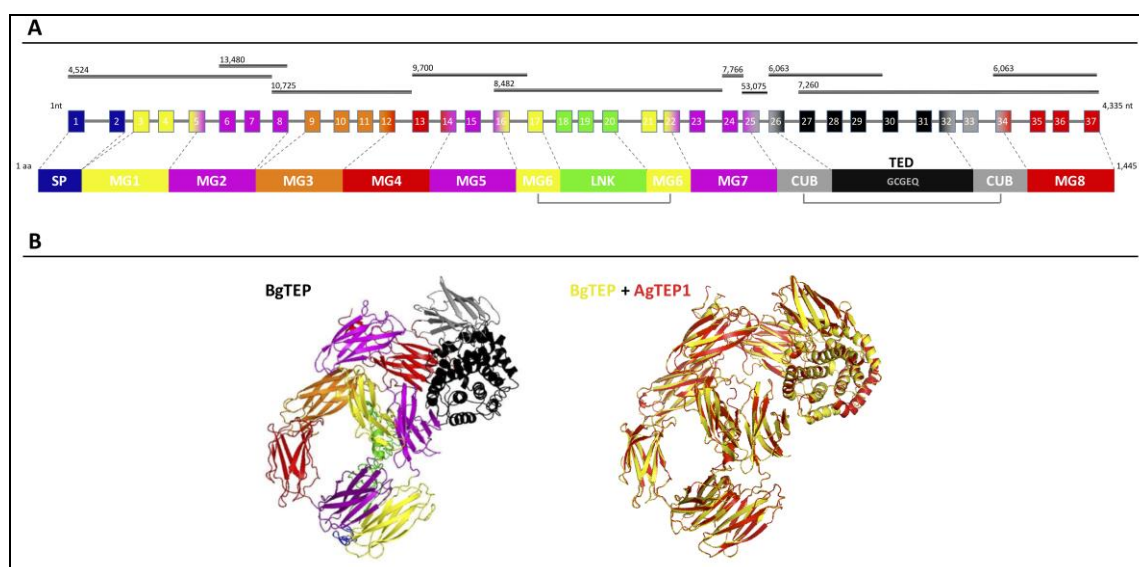 A
13,480
9,700
7,766
6,063
6,063
4,524
10,725
8,482
53,075
7,260
1nt
1 2 3 4 5 6 7 8 9 10 11 12 13 14 15 16 17 18 19 20 21 22 23 24 25 26 27 28 29 30 31 32 33 34 35 36 37
4,335 nt
1 aa
TED
1,445
SP MG1 MG2 MG3 MG4 MG5 MG6 LNK MG6 MG7 CUB GCGEQ CUB MG8
B
BgTEP
BgTEP + AgTEP1